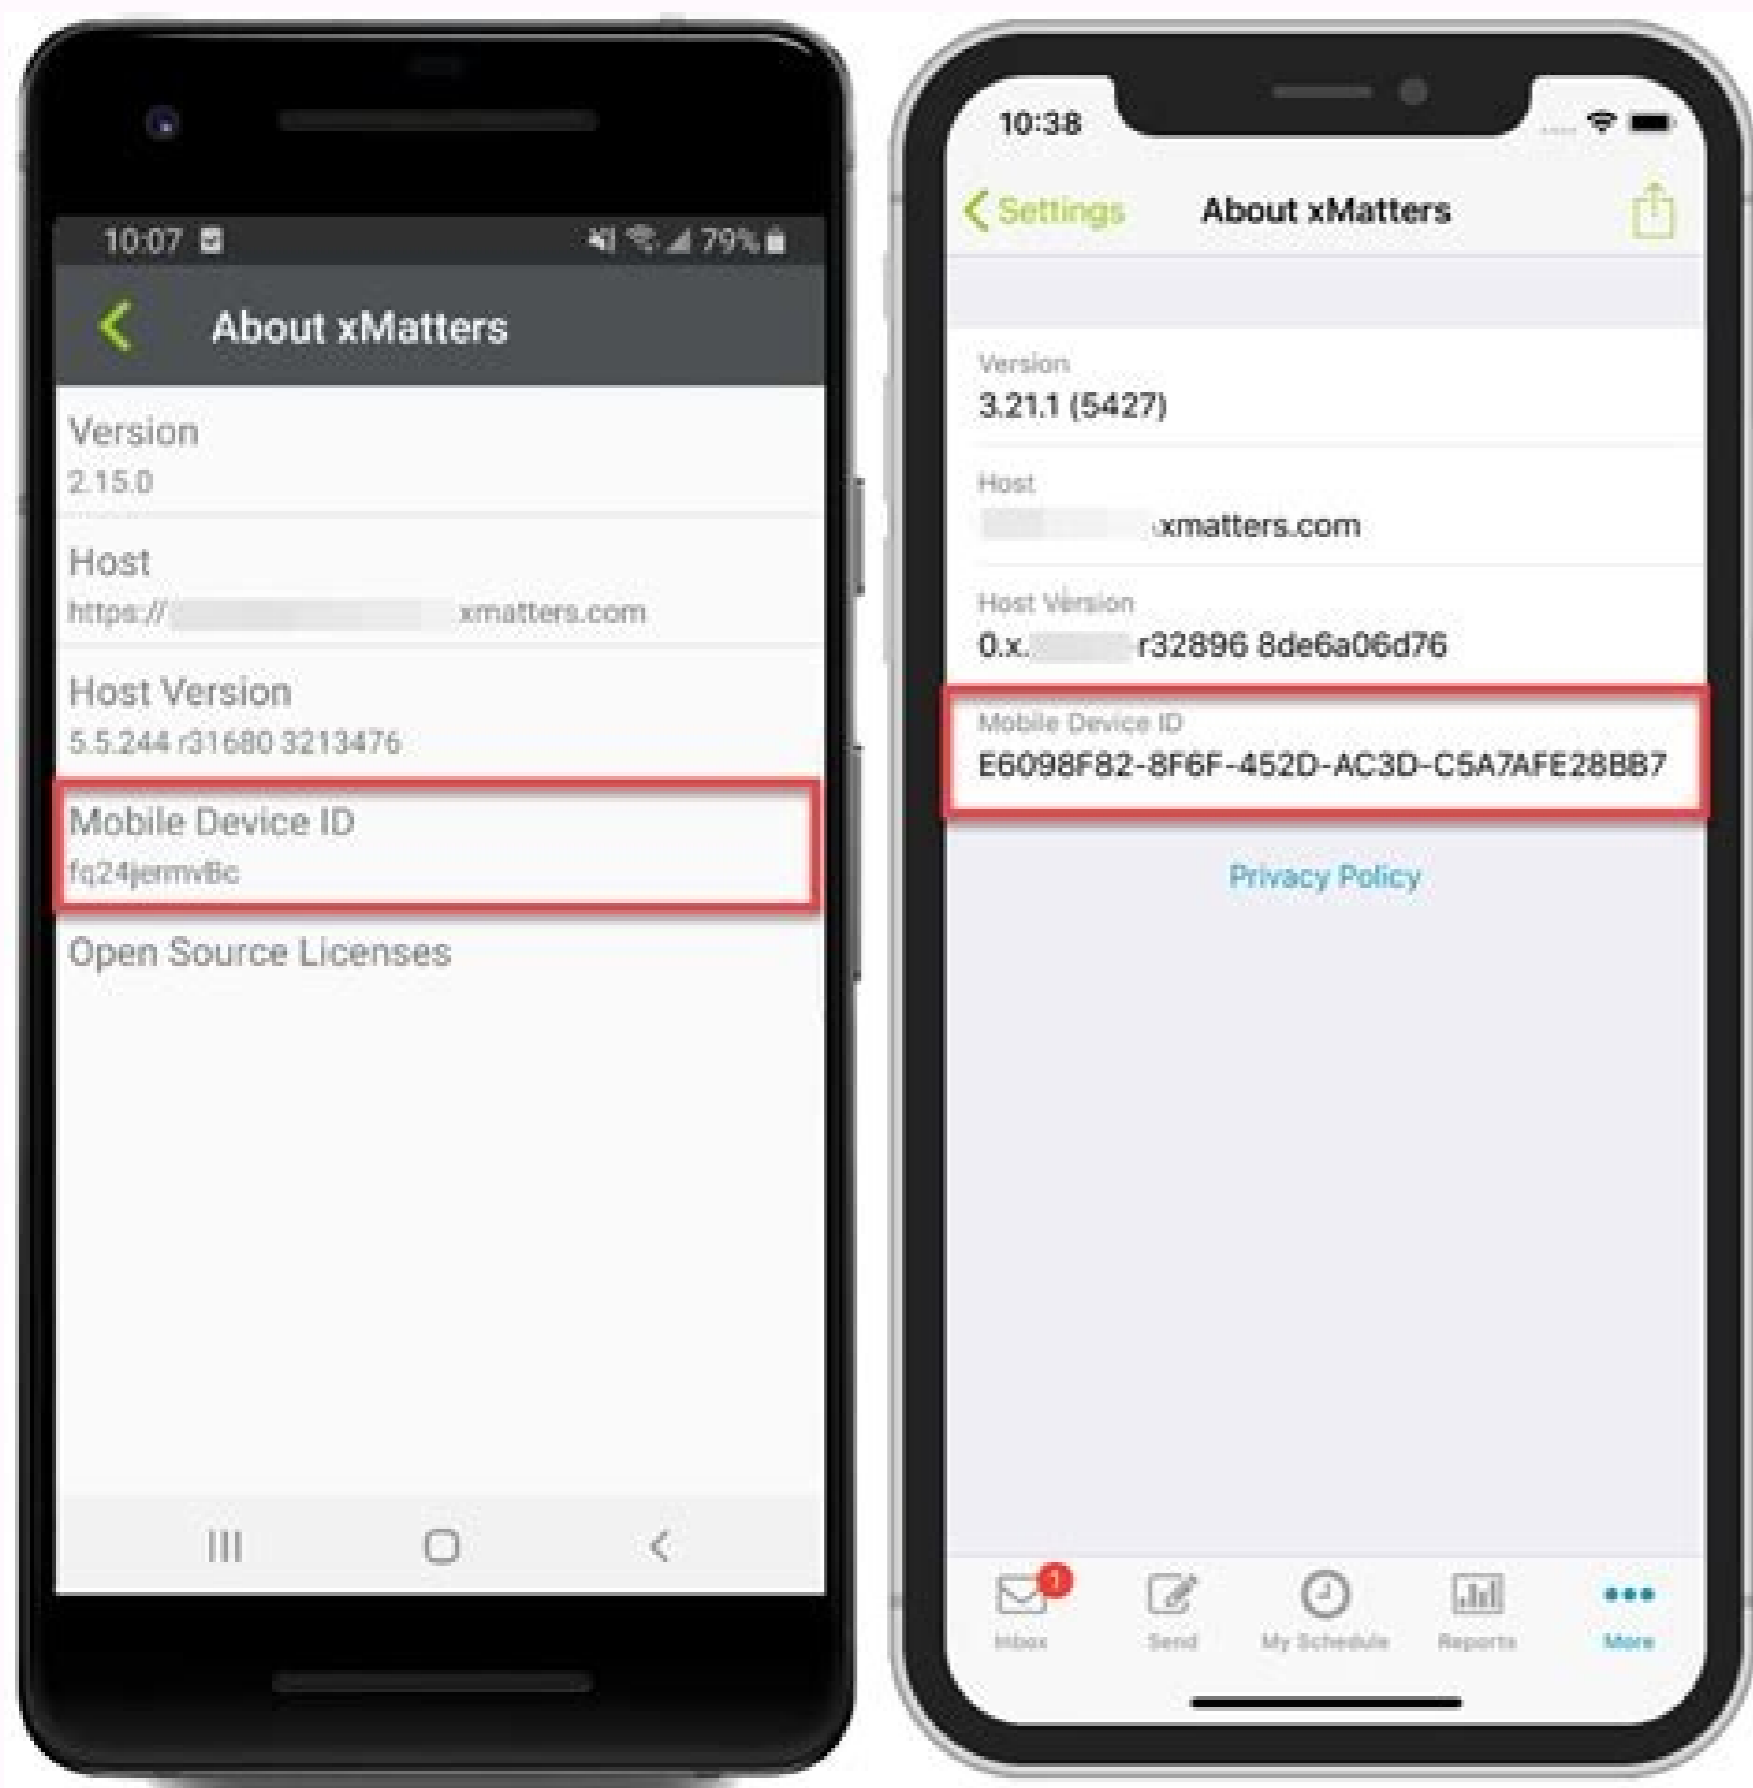 10:07
79%
About xMatters
Version
2.15.0
Host
https:// xmatters.com
Host Version
5.5.244 r31680 3213476
Mobile Device ID
fq24jermvBc
Open Source Licenses
10:38
Settings
About xMatters
Version
3.21.1 (5427)
Host
.xmatters.com
Host Version
0.x. r32896 8de6a06d76
Mobile Device ID
E6098F82-8F6F-452D-AC3D-C5A7AFE28BB7
Privacy Policy
1
Inbox
Send
My Schedule
Reports
More